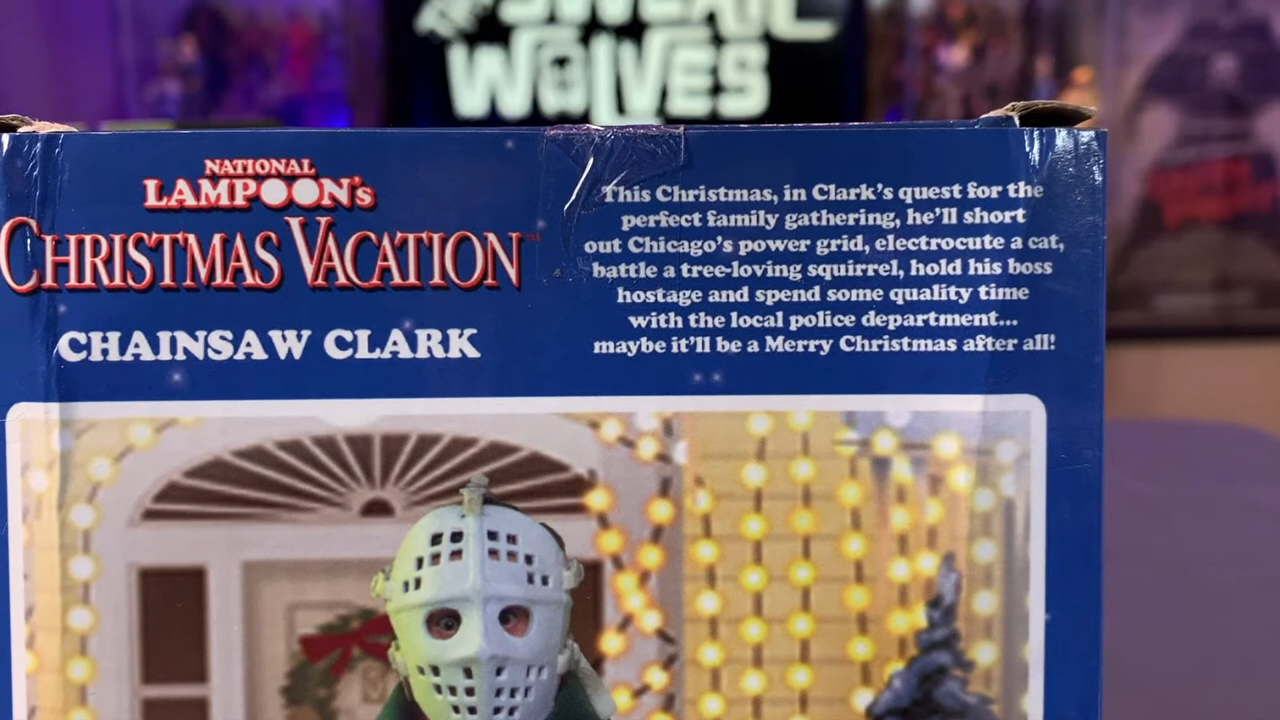 WOLVES
NATIONAL
LAMPOON's
CHRISTMAS VACATION™
CHAINSAW CLARK
This Christmas, in Clark's quest for the
perfect family gathering, he'll short
out Chicago's power grid, electrocute a cat,
battle a tree-loving squirrel, hold his boss
hostage and spend some quality time
with the local police department...
maybe it'll be a Merry Christmas after all!